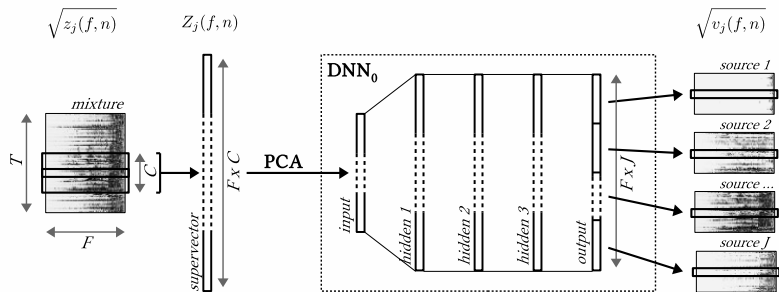 √z_j(f,n)
Z_j(f,n)
√v_j(f,n)
DNN₀
mixture
T
C
F
supervector
F x C
PCA
input
hidden 1
hidden 2
hidden 3
output
F x J
source 1
source 2
source ...
source J